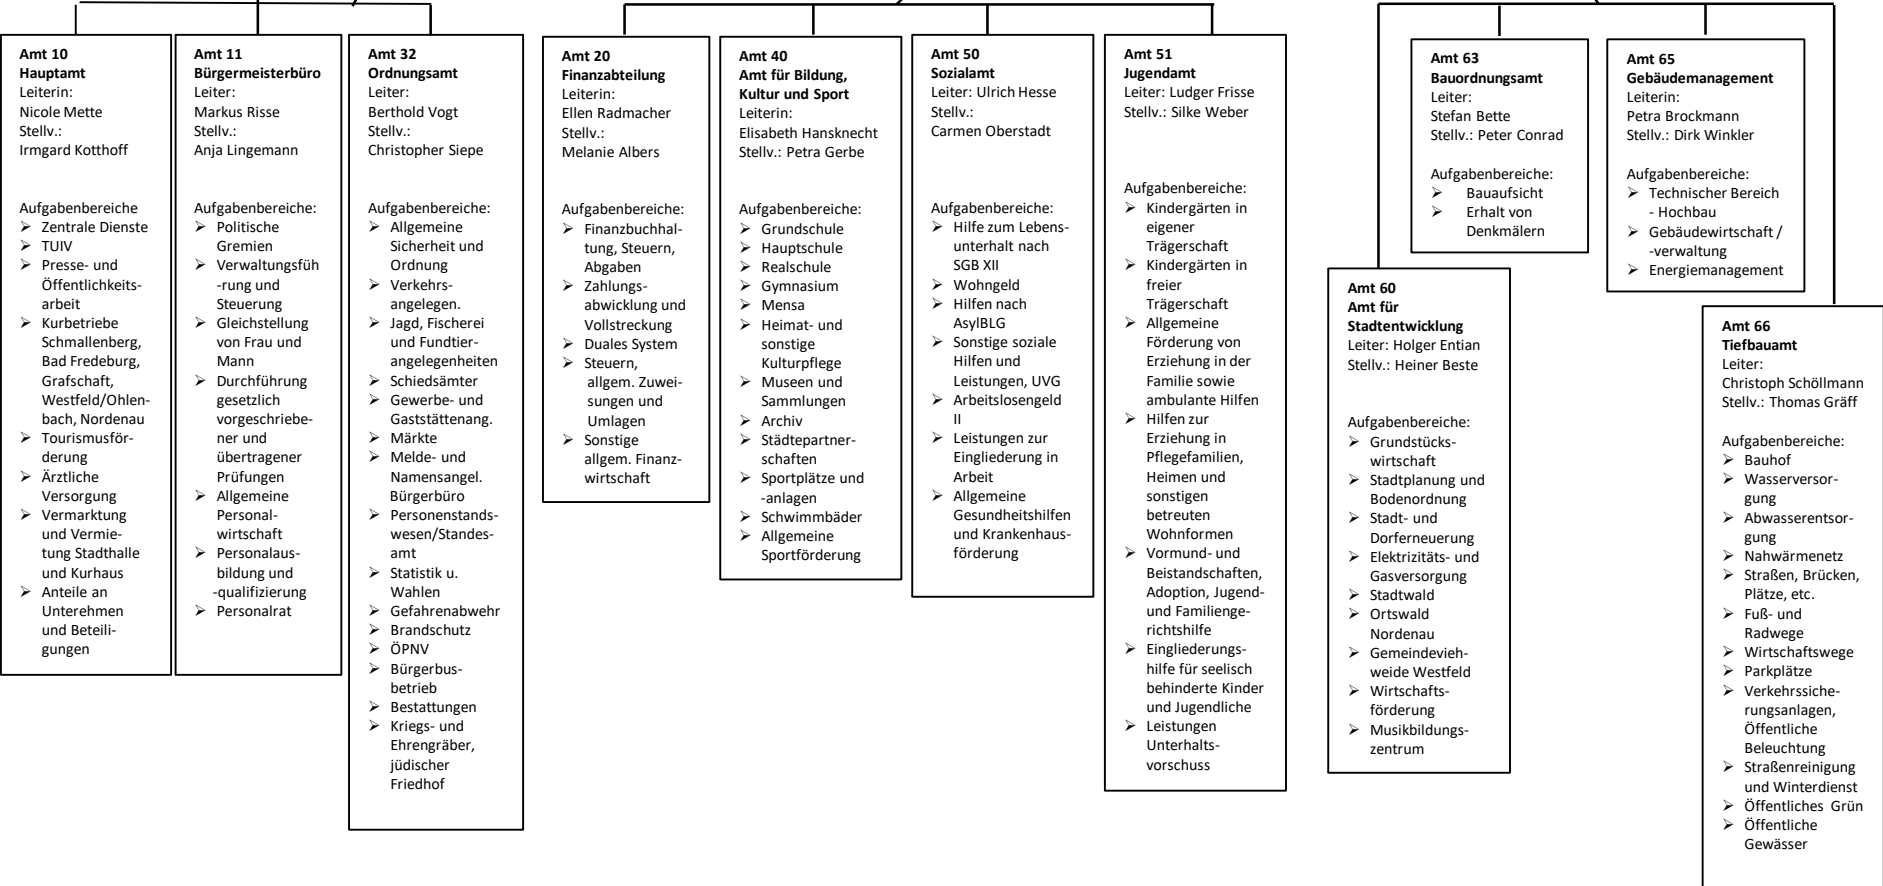 Amt 10
Hauptamt
Leiterin:
Nicole Mette
Stellv.:
Irmgard Kotthoff
Aufgabenbereiche
➢ Zentrale Dienste
➢ TUIV
➢ Presse- und
Öffentlichkeits-
arbeit
➢ Kurbetriebe
Schmallenberg,
Bad Fredeburg,
Grafschaft,
Westfeld/Ohlen-
bach, Nordenau
➢ Tourismusför-
derung
➢ Ärztliche
Versorgung
➢ Vermarktung
und Vermie-
tung Stadthalle
und Kurhaus
➢ Anteile an
Unterehmen
und Beteili-
gungen
Amt 11
Bürgermeisterbüro
Leiter:
Markus Risse
Stellv.:
Anja Lingemann
Aufgabenbereiche:
➢ Politische
Gremien
➢ Verwaltungsfüh
-rung und
Steuerung
➢ Gleichstellung
von Frau und
Mann
➢ Durchführung
gesetzlich
vorgeschriebe-
ner und
übertragener
Prüfungen
➢ Allgemeine
Personal-
wirtschaft
➢ Personalaus-
bildung und
-qualifizierung
➢ Personalrat
Amt 32
Ordnungsamt
Leiter:
Berthold Vogt
Stellv.:
Christopher Siepe
Aufgabenbereiche:
➢ Allgemeine
Sicherheit und
Ordnung
➢ Verkehrs-
angelegen.
➢ Jagd, Fischerei
und Fundtier-
angelegenheiten
➢ Schiedsämter
➢ Gewerbe- und
Gaststättenang.
➢ Märkte
➢ Melde- und
Namensangel.
Bürgerbüro
➢ Personenstands-
wesen/Standes-
amt
➢ Statistik u.
Wahlen
➢ Gefahrenabwehr
➢ Brandschutz
➢ ÖPNV
➢ Bürgerbus-
betrieb
➢ Bestattungen
➢ Kriegs- und
Ehrengräber,
jüdischer
Friedhof
Amt 20
Finanzabteilung
Leiterin:
Ellen Radmacher
Stellv.:
Melanie Albers
Aufgabenbereiche:
➢ Finanzbuchhal-
tung, Steuern,
Abgaben
➢ Zahlungs-
abwicklung und
Vollstreckung
➢ Duales System
➢ Steuern,
allgem. Zuwei-
sungen und
Umlagen
➢ Sonstige
allgem. Finanz-
wirtschaft
Amt 40
Amt für Bildung,
Kultur und Sport
Leiterin:
Elisabeth Hansknecht
Stellv.: Petra Gerbe
Aufgabenbereiche:
➢ Grundschule
➢ Hauptschule
➢ Realschule
➢ Gymnasium
➢ Mensa
➢ Heimat- und
sonstige
Kulturpflege
➢ Museen und
Sammlungen
➢ Archiv
➢ Städtepartner-
schaften
➢ Sportplätze und
-anlagen
➢ Schwimmbäder
➢ Allgemeine
Sportförderung
Amt 50
Sozialamt
Leiter: Ulrich Hesse
Stellv.:
Carmen Oberstadt
Aufgabenbereiche:
➢ Hilfe zum Lebens-
unterhalt nach
SGB XII
➢ Wohngeld
➢ Hilfen nach
AsylBLG
➢ Sonstige soziale
Hilfen und
Leistungen, UVG
➢ Arbeitslosengeld
II
➢ Leistungen zur
Eingliederung in
Arbeit
➢ Allgemeine
Gesundheitshilfen
und Krankenhaus-
förderung
Amt 51
Jugendamt
Leiter: Ludger Frisse
Stellv.: Silke Weber
Aufgabenbereiche:
➢ Kindergärten in
eigener
Trägerschaft
➢ Kindergärten in
freier
Trägerschaft
➢ Allgemeine
Förderung von
Erziehung in der
Familie sowie
ambulante Hilfen
➢ Hilfen zur
Erziehung in
Pflegefamilien,
Heimen und
sonstigen
betreuten
Wohnformen
➢ Vormund- und
Beistandschaften,
Adoption, Jugend-
und Familienge-
richtshilfe
➢ Eingliederungs-
hilfe für seelisch
behinderte Kinder
und Jugendliche
➢ Leistungen
Unterhalts-
vorschuss
Amt 63
Bauordnungsamt
Leiter:
Stefan Bette
Stellv.: Peter Conrad
Aufgabenbereiche:
➢ Bauaufsicht
➢ Erhalt von
Denkmälern
Amt 65
Gebäudemanagement
Leiterin:
Petra Brockmann
Stellv.: Dirk Winkler
Aufgabenbereiche:
➢ Technischer Bereich
- Hochbau
➢ Gebäudewirtschaft /
-verwaltung
➢ Energiemanagement
Amt 60
Amt für
Stadtentwicklung
Leiter: Holger Entian
Stellv.: Heiner Beste
Aufgabenbereiche:
➢ Grundstücks-
wirtschaft
➢ Stadtplanung und
Bodenordnung
➢ Stadt- und
Dorferneuerung
➢ Elektrizitäts- und
Gasversorgung
➢ Stadtwald
➢ Ortswald
Nordenau
➢ Gemeindevieh-
weide Westfeld
➢ Wirtschafts-
förderung
➢ Musikbildungs-
zentrum
Amt 66
Tiefbauamt
Leiter:
Christoph Schöllmann
Stellv.: Thomas Gräff
Aufgabenbereiche:
➢ Bauhof
➢ Wasserversor-
gung
➢ Abwasserentsor-
gung
➢ Nahwärmenetz
➢ Straßen, Brücken,
Plätze, etc.
➢ Fuß- und
Radwege
➢ Wirtschaftswege
➢ Parkplätze
➢ Verkehrssiche-
rungsanlagen,
Öffentliche
Beleuchtung
➢ Straßenreinigung
und Winterdienst
➢ Öffentliches Grün
➢ Öffentliche
Gewässer